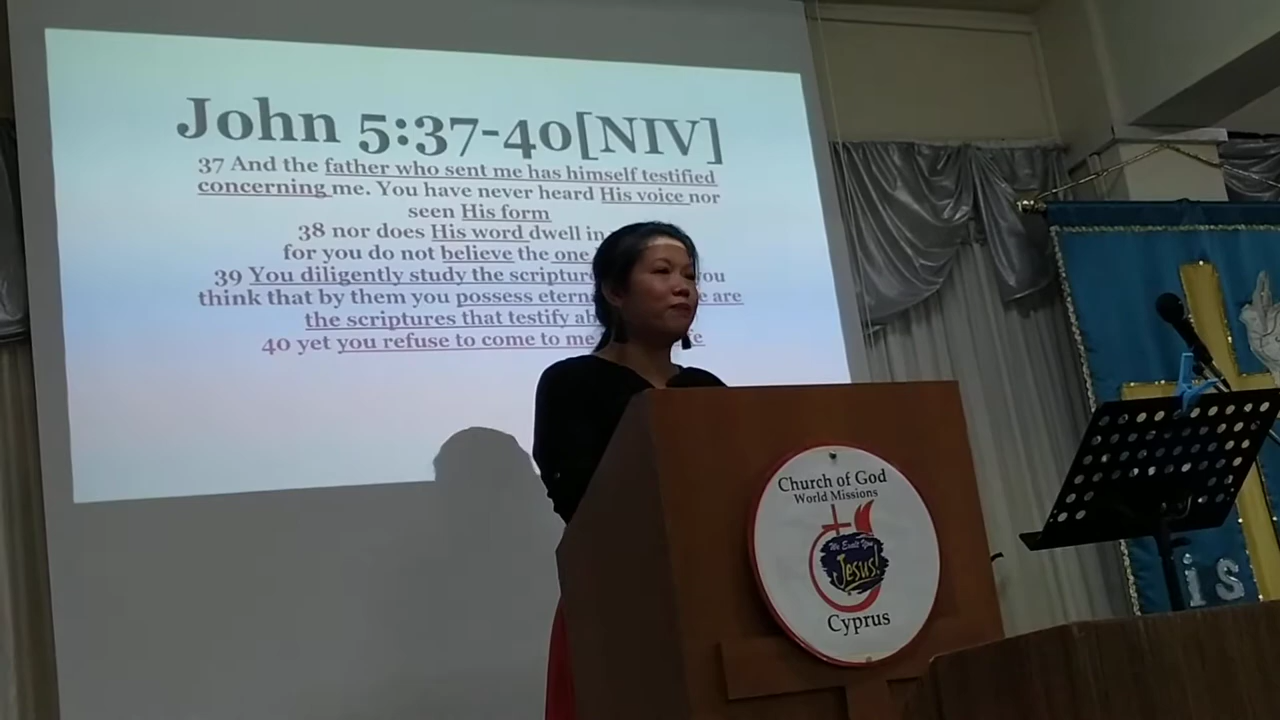 John 5:37-40[NIV]
37 And the father who sent me has himself testified
concerning me. You have never heard His voice nor
seen His form
38 nor does His word dwell in
for you do not believe the one
39 You diligently study the scripture you
think that by them you possess are
the scriptures that testify
40 yet you refuse to come to me
Church of God
World Missions
We Exalt You
Jesus!
Cyprus
is